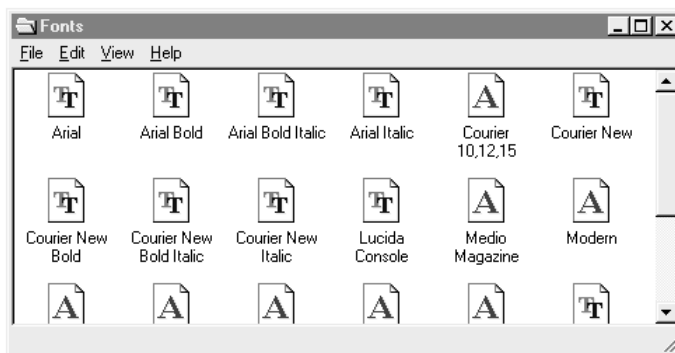 Fonts
File Edit View Help
Arial Arial Bold Arial Bold Italic Arial Italic Courier 10,12,15 Courier New
Courier New Bold Courier New Bold Italic Courier New Italic Lucida Console Medio Magazine Modern